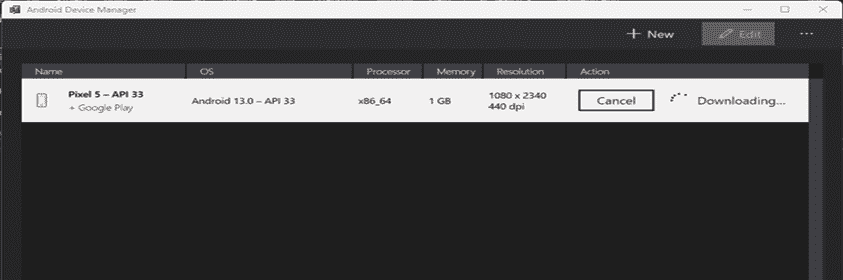 Android Device Manager
+ New Edit ...
Name OS Processor Memory Resolution Action
Pixel 5 – API 33
+ Google Play
Android 13.0 – API 33 x86_64 1 GB
1080 x 2340
440 dpi
Cancel Downloading...